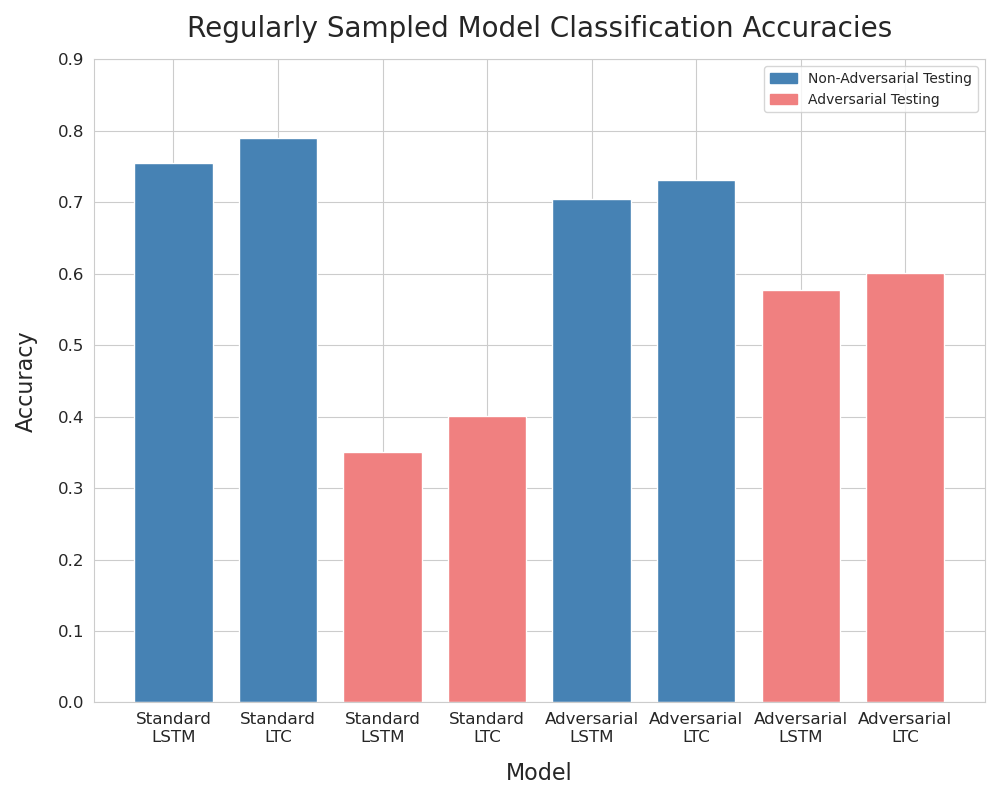 Regularly Sampled Model Classification Accuracies
Non-Adversarial Testing
Adversarial Testing
0.9
0.8
0.7
0.6
0.5
0.4
0.3
0.2
0.1
0.0
Accuracy
Standard
LSTM
Standard
LTC
Standard
LSTM
Standard
LTC
Adversarial
LSTM
Adversarial
LTC
Adversarial
LSTM
Adversarial
LTC
Model